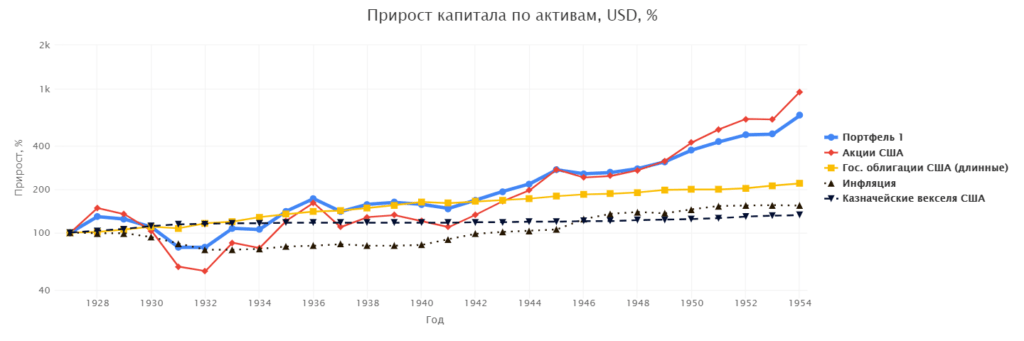 Прирост капитала по активам, USD, %
Прирост, %
2k
1k
400
200
100
40
1928 1930 1932 1934 1936 1938 1940 1942 1944 1946 1948 1950 1952 1954
Год
Портфель 1
Акции США
Гос. облигации США (длинные)
Инфляция
Казначейские векселя США